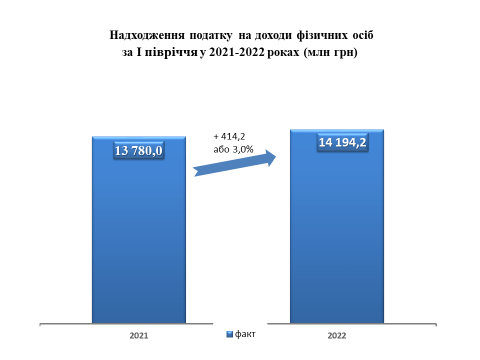 Надходження податку на доходи фізичних осіб
за І півріччя у 2021-2022 роках (млн грн)
+ 414,2
або 3,0%
13 780,0
14 194,2
2021
факт
2022